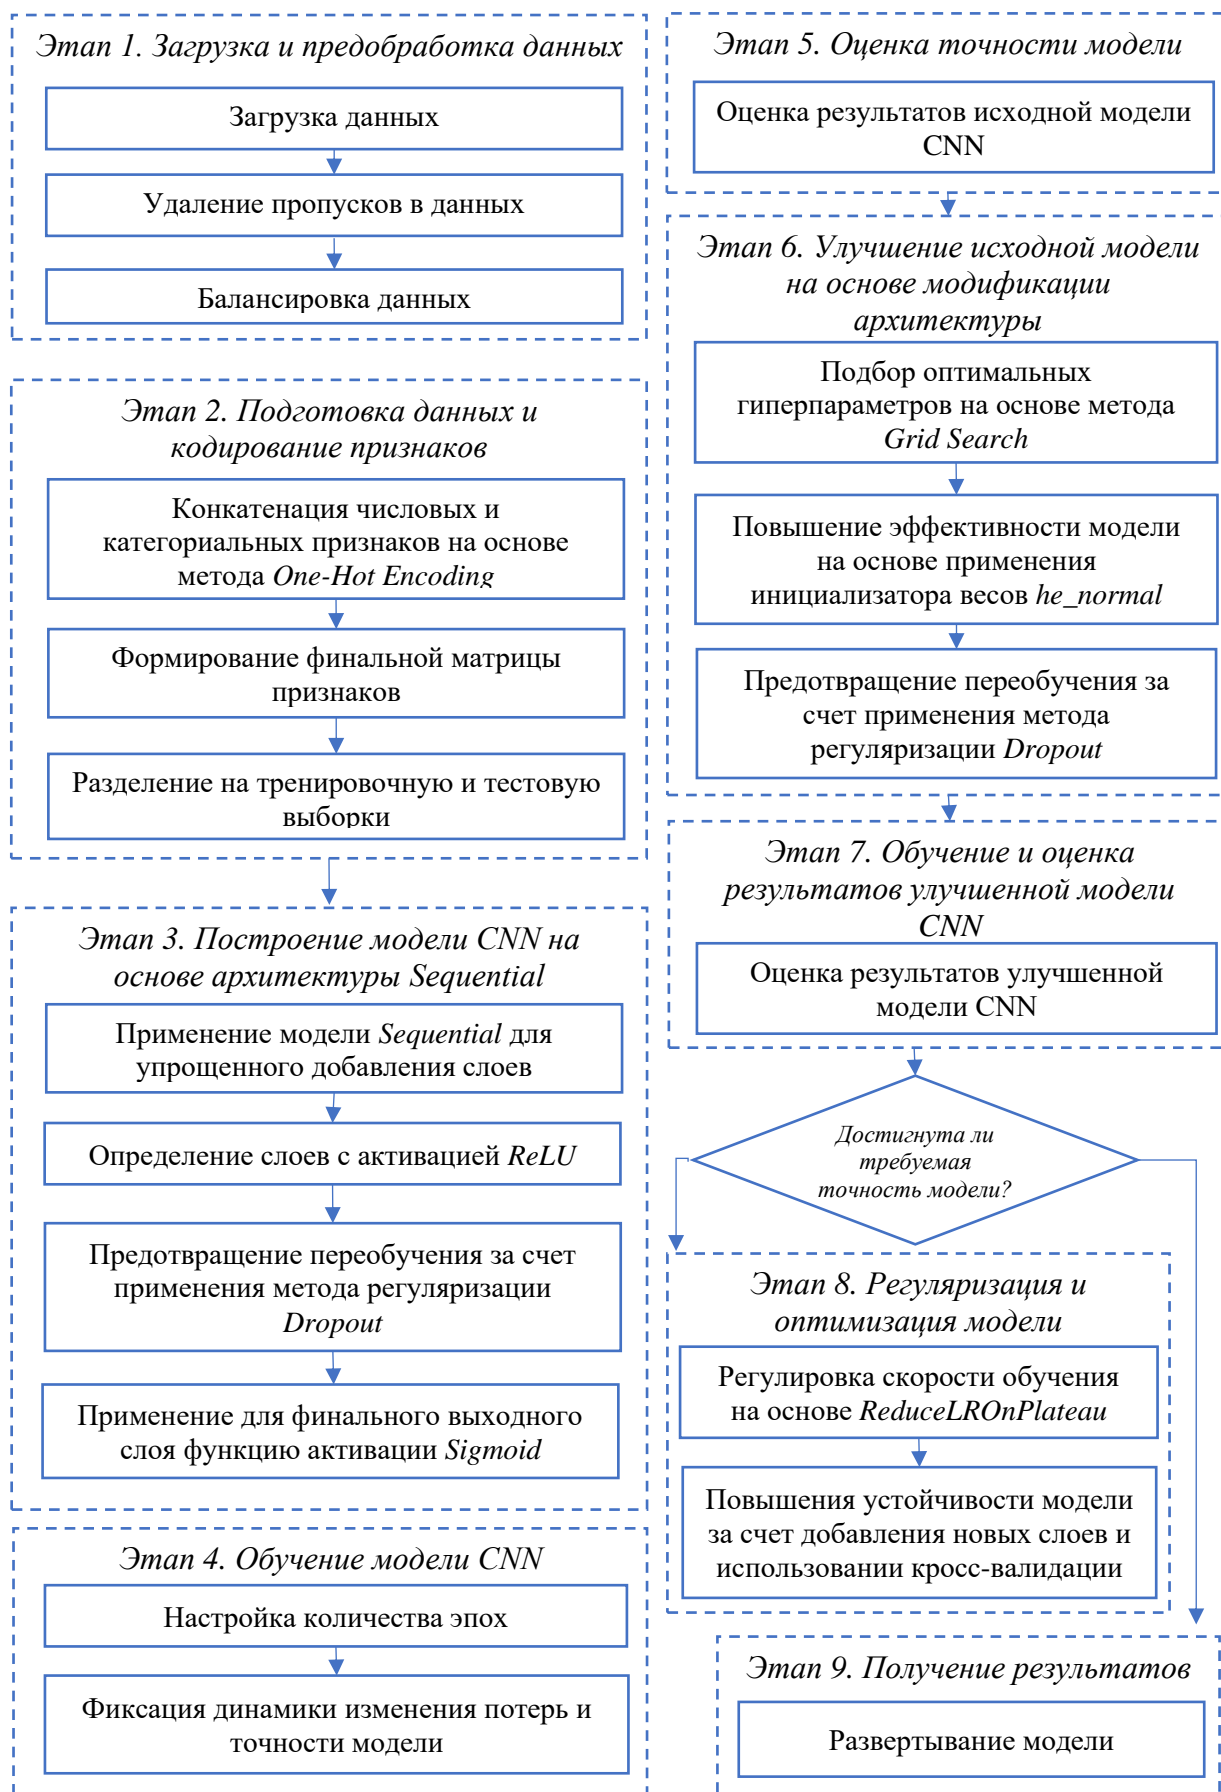 Этап 1. Загрузка и предобработка данных
Загрузка данных
Удаление пропусков в данных
Балансировка данных
Этап 2. Подготовка данных и
кодирование признаков
Конкатенация числовых и
категориальных признаков на основе
метода One-Hot Encoding
Формирование финальной матрицы
признаков
Разделение на тренировочную и тестовую
выборки
Этап 3. Построение модели CNN на
основе архитектуры Sequential
Применение модели Sequential для
упрощенного добавления слоев
Определение слоев с активацией ReLU
Предотвращение переобучения за счет
применения метода регуляризации
Dropout
Применение для финального выходного
слоя функцию активации Sigmoid
Этап 4. Обучение модели CNN
Настройка количества эпох
Фиксация динамики изменения потерь и
точности модели
Этап 5. Оценка точности модели
Оценка результатов исходной модели
CNN
Этап 6. Улучшение исходной модели
на основе модификации
архитектуры
Подбор оптимальных
гиперпараметров на основе метода
Grid Search
Повышение эффективности модели
на основе применения
инициализатора весов he_normal
Предотвращение переобучения за
счет применения метода
регуляризации Dropout
Этап 7. Обучение и оценка
результатов улучшенной модели
CNN
Оценка результатов улучшенной
модели CNN
Достигнута ли
требуемая
точность модели?
Этап 8. Регуляризация и
оптимизация модели
Регулировка скорости обучения
на основе ReduceLROnPlateau
Повышения устойчивости модели
за счет добавления новых слоев и
использовании кросс-валидации
Этап 9. Получение результатов
Развертывание модели